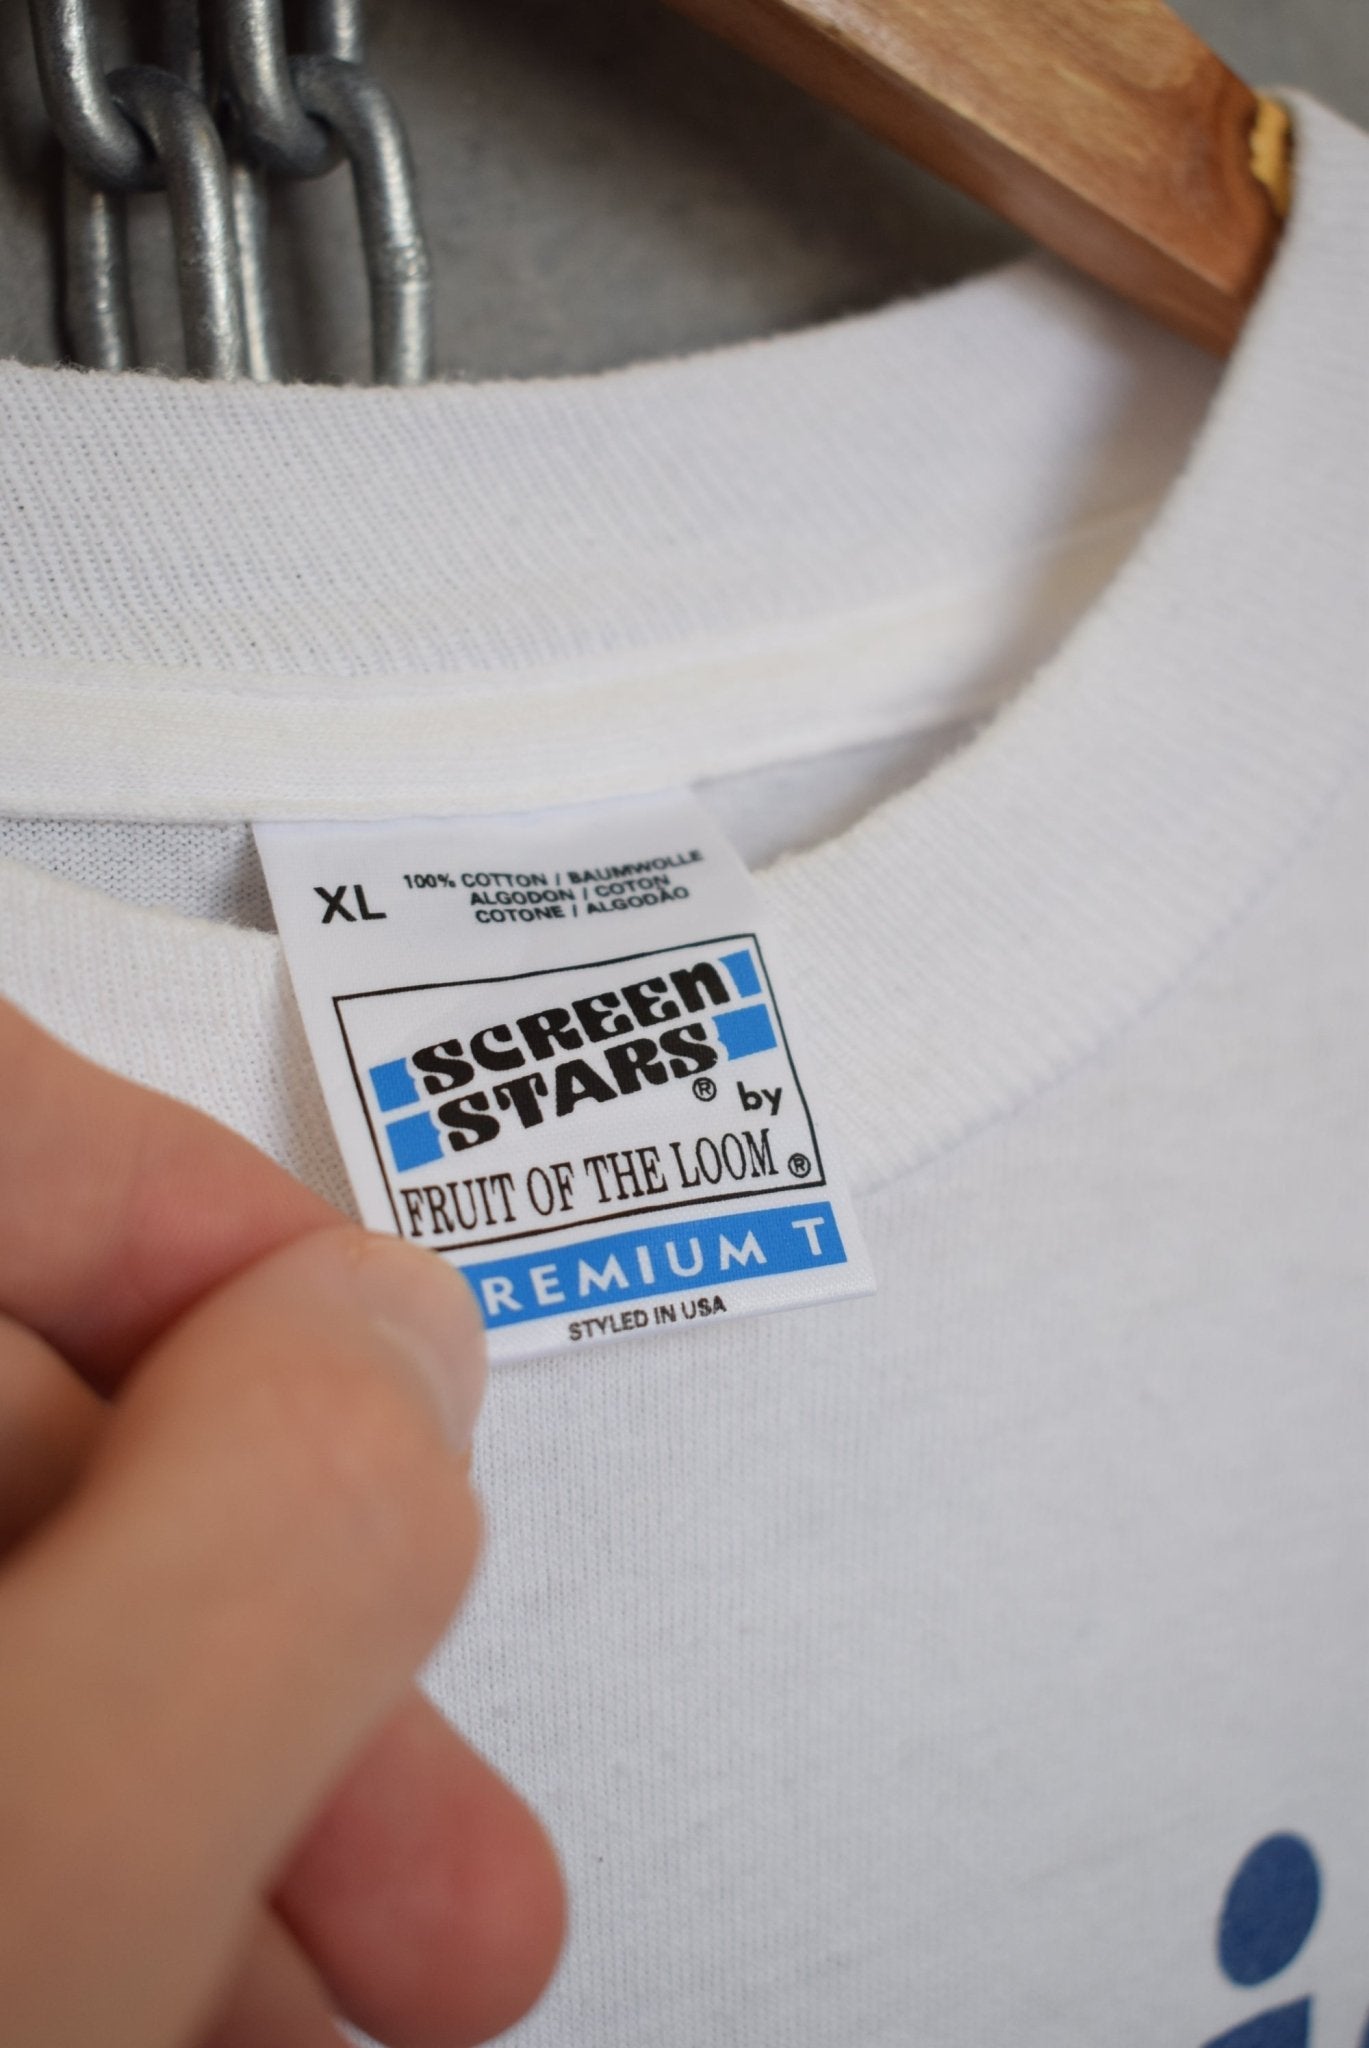 XL
100% COTTON / BAUMWOLLE
ALGODON / COTON
COTONE / ALGODÃO
SCREEN
STARS® by
FRUIT OF THE LOOM®
REMIUM T
STYLED IN USA